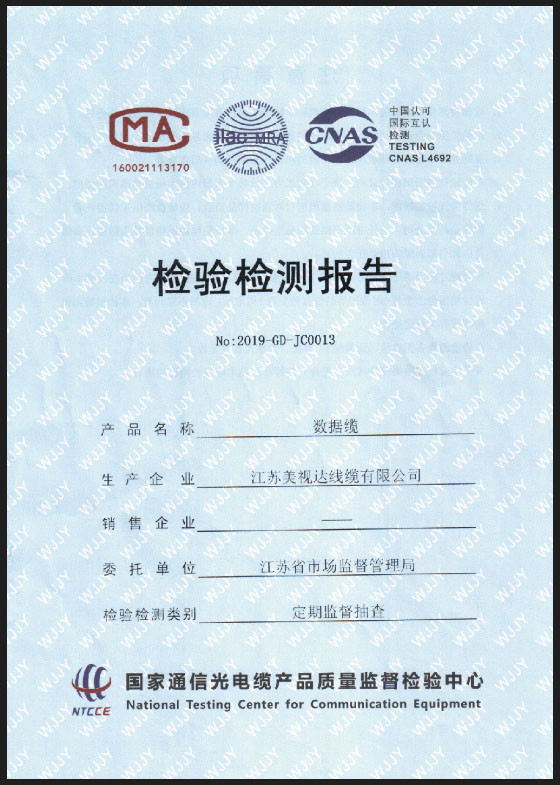 MA
160021113170
ilac-MRA
CNAS
中国认可
国际互认
检测
TESTING
CNAS L4692
检验检测报告
No:2019-GD-JC0013
产品名称 数据缆
生产企业 江苏美视达线缆有限公司
销售企业 ——
委托单位 江苏省市场监督管理局
检验检测类别 定期监督抽查
NTCCE
国家通信光电缆产品质量监督检验中心
National Testing Center for Communication Equipment
WJJY